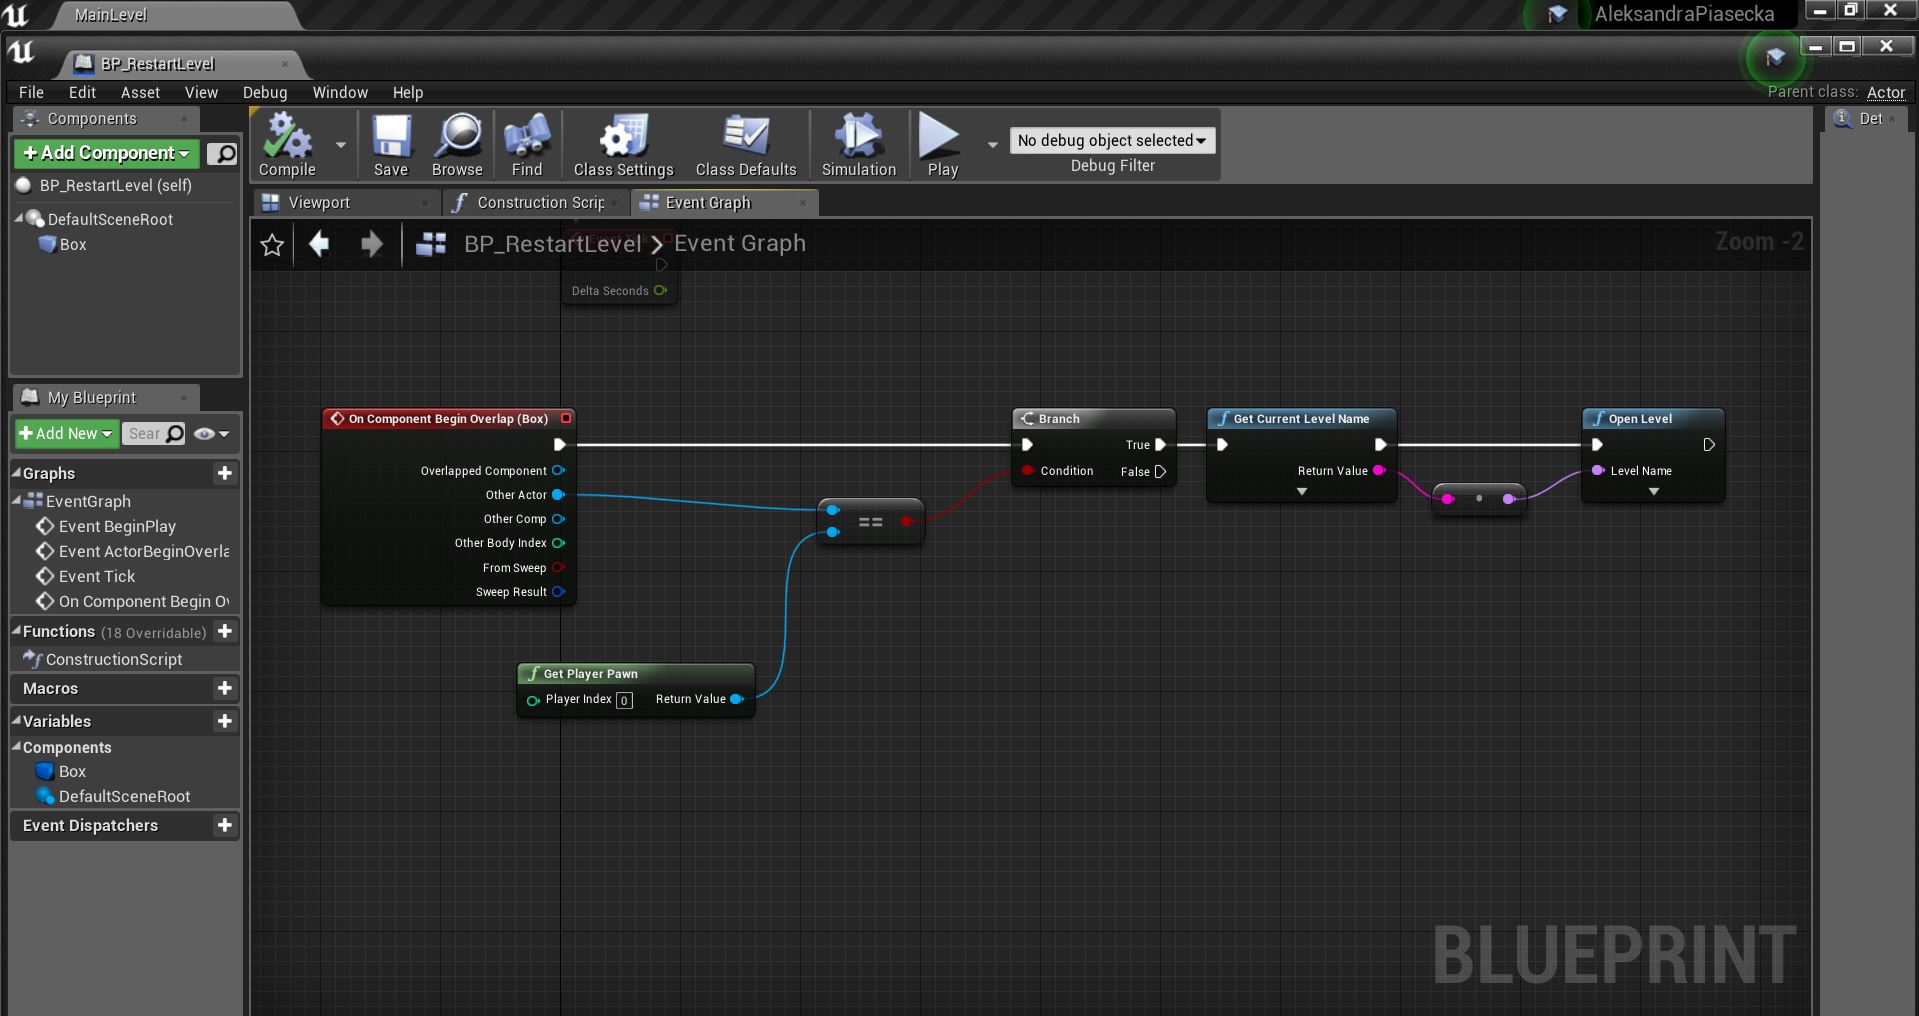 MainLevel
AleksandraPiasecka
BP_RestartLevel
File Edit Asset View Debug Window Help
Parent class: Actor
Components
+ Add Component
BP_RestartLevel (self)
DefaultSceneRoot
Box
Compile
Save
Browse
Find
Class Settings
Class Defaults
Simulation
Play
No debug object selected
Debug Filter
Det
Viewport
Construction Scrip
Event Graph
BP_RestartLevel > Event Graph
Zoom -2
Delta Seconds
My Blueprint
+ Add New
Sear
Graphs
EventGraph
Event BeginPlay
Event ActorBeginOverla
Event Tick
On Component Begin Ov
Functions (18 Overridable)
ConstructionScript
Macros
Variables
Components
Box
DefaultSceneRoot
Event Dispatchers
On Component Begin Overlap (Box)
Overlapped Component
Other Actor
Other Comp
Other Body Index
From Sweep
Sweep Result
Get Player Pawn
Player Index 0
Return Value
==
Branch
True
Condition
False
Get Current Level Name
Return Value
Open Level
Level Name
BLUEPRINT